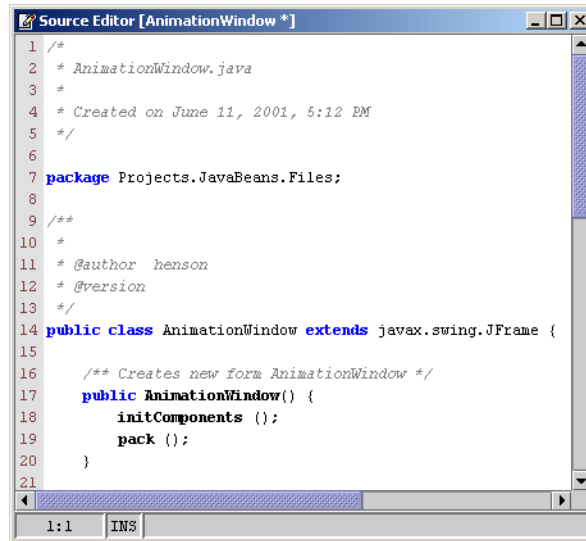 Source Editor [AnimationWindow *]
1 /*
2  * AnimationWindow.java
3  *
4  * Created on June 11, 2001, 5:12 PM
5  */
6
7 package Projects.JavaBeans.Files;
8
9 /**
10  *
11  * @author  henson
12  * @version
13  */
14 public class AnimationWindow extends javax.swing.JFrame {
15
16     /** Creates new form AnimationWindow */
17     public AnimationWindow() {
18         initComponents ();
19         pack ();
20     }
21
1:1 INS